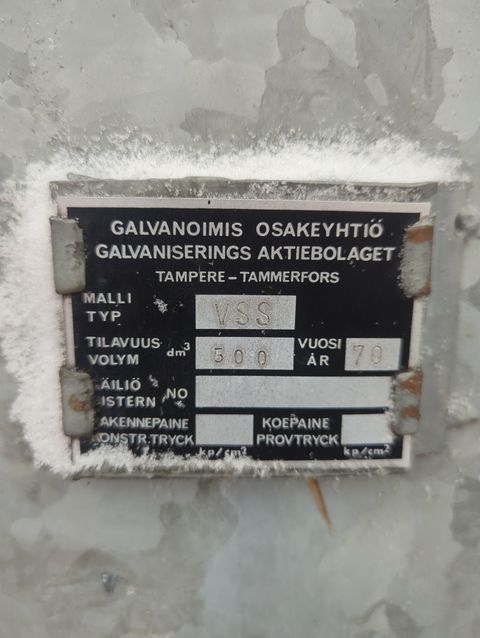 GALVANOIMIS OSAKEYHTIÖ
GALVANISERINGS AKTIEBOLAGET
TAMPERE – TAMMERFORS
MALLI
TYP VSS
TILAVUUS dm³ 500 VUOSI 70
VOLYM ÅR
ÄILIÖ NO
ISTERN
AKENNEPAINE KOEPAINE
ONSTR.TRYCK PROVTRYCK
kp/cm² kp/cm²